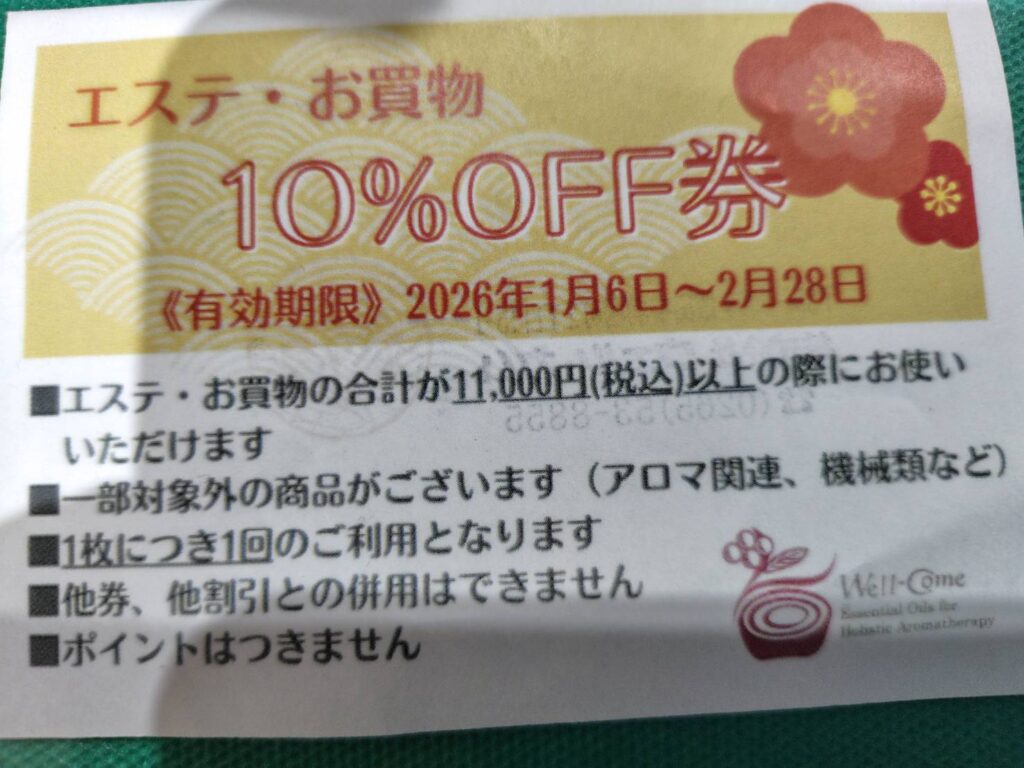 エステ・お買物
10%OFF券
《有効期限》2026年1月6日～2月28日
■エステ・お買物の合計が11,000円(税込)以上の際にお使い
いただけます
■一部対象外の商品がございます（アロマ関連、機械類など）
■1枚につき1回のご利用となります
■他券、他割引との併用はできません
■ポイントはつきません
Well-Come
Essential Oils for
Holistic Aromatherapy